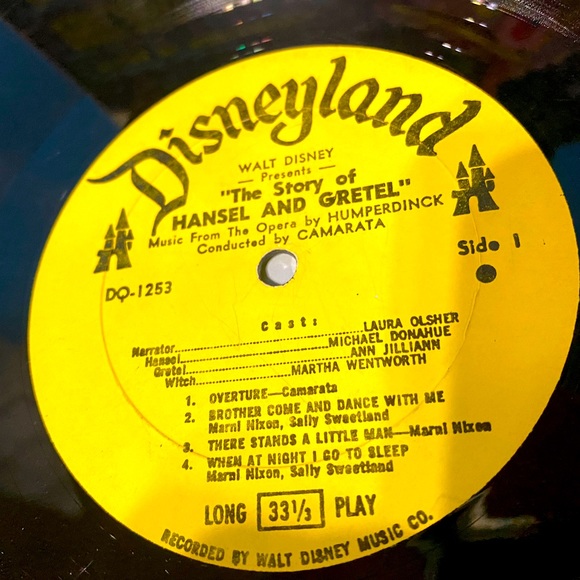 Disneyland
WALT DISNEY
— Presents —
"The Story of
HANSEL AND GRETEL"
Music From The Opera by HUMPERDINCK
Conducted by CAMARATA
Side 1
DQ-1253
Cast:
Narrator....................LAURA OLSHER
Hansel....................MICHAEL DONAHUE
Gretel....................ANN JILLIANN
Witch....................MARTHA WENTWORTH
1. OVERTURE—Camarata
2. BROTHER COME AND DANCE WITH ME
Marni Nixon, Sally Sweetland
3. THERE STANDS A LITTLE MAN—Marni Nixon
4. WHEN AT NIGHT I GO TO SLEEP
Marni Nixon, Sally Sweetland
LONG 33⅓ PLAY
RECORDED BY WALT DISNEY MUSIC CO.